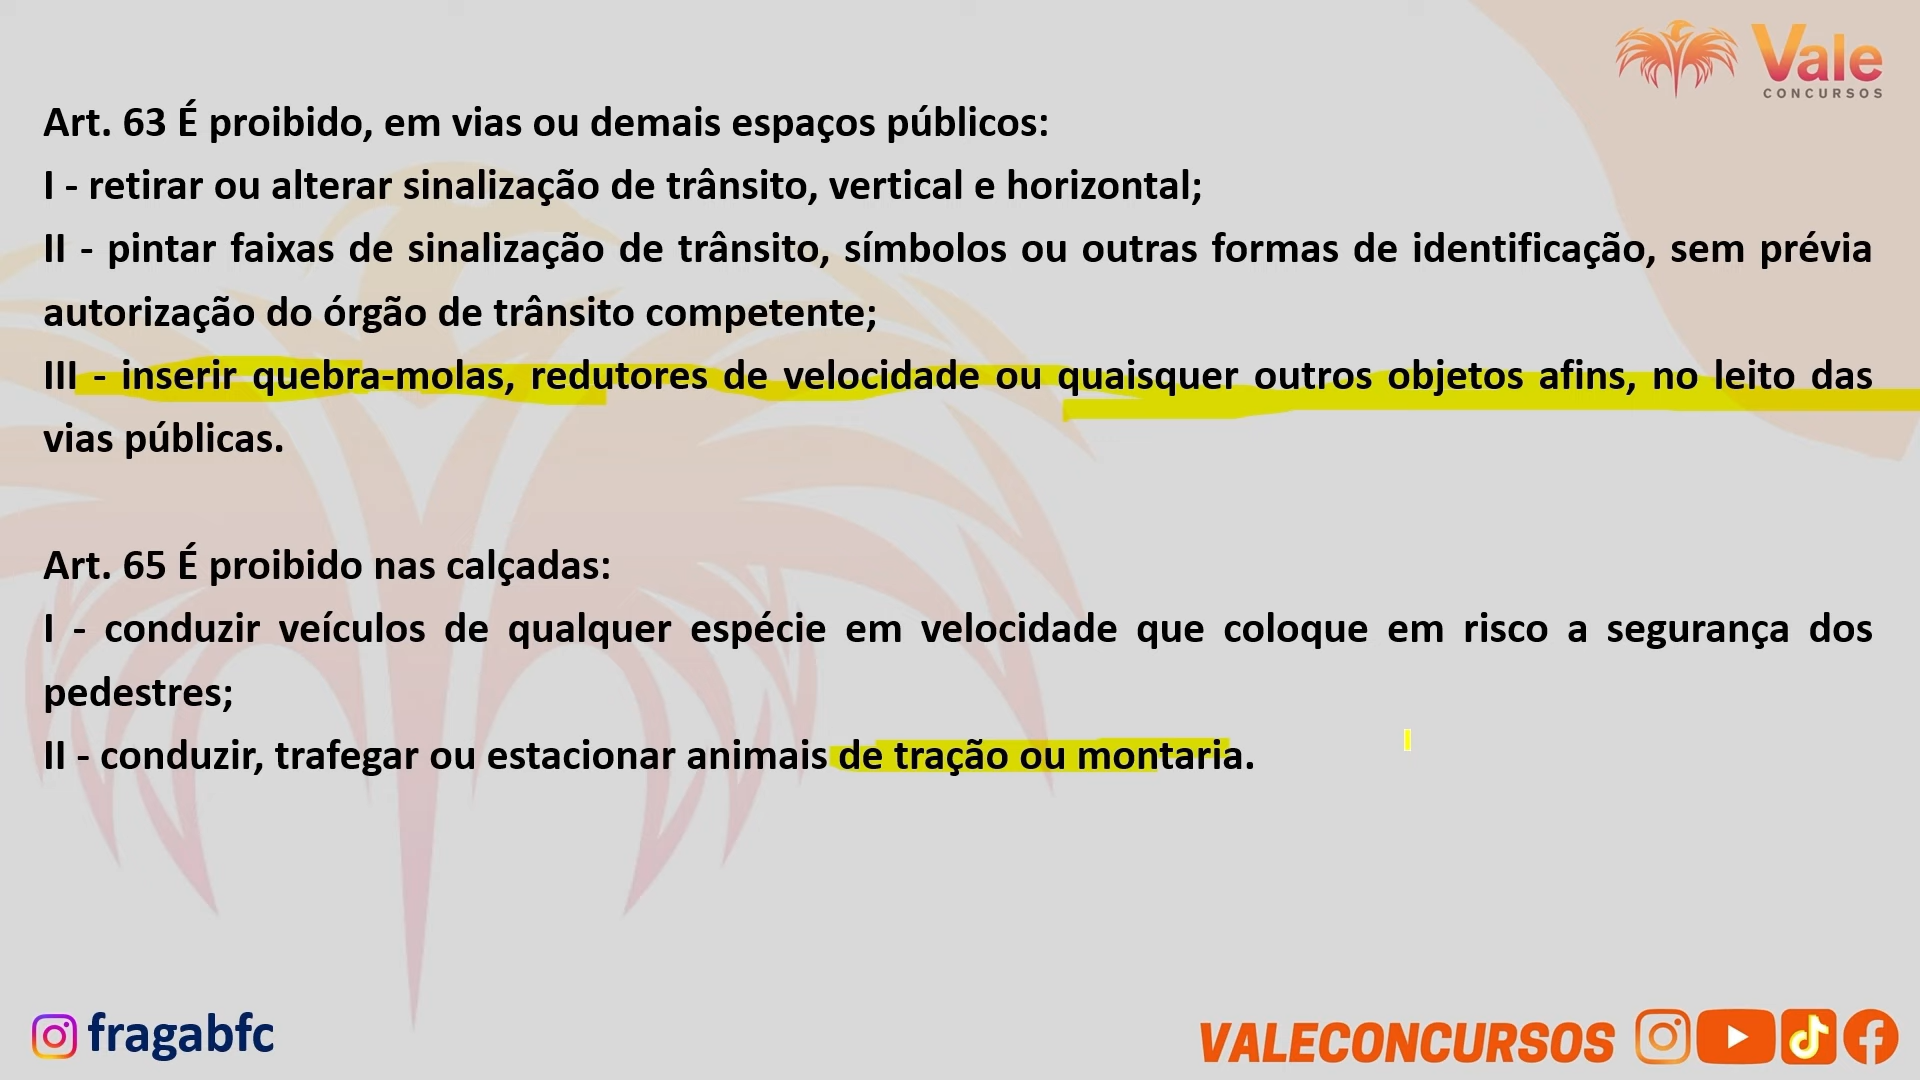 Vale
CONCURSOS
Art. 63 É proibido, em vias ou demais espaços públicos:
I - retirar ou alterar sinalização de trânsito, vertical e horizontal;
II - pintar faixas de sinalização de trânsito, símbolos ou outras formas de identificação, sem prévia
autorização do órgão de trânsito competente;
III - inserir quebra-molas, redutores de velocidade ou quaisquer outros objetos afins, no leito das
vias públicas.
Art. 65 É proibido nas calçadas:
I - conduzir veículos de qualquer espécie em velocidade que coloque em risco a segurança dos
pedestres;
II - conduzir, trafegar ou estacionar animais de tração ou montaria.
fragabfc
VALECONCURSOS